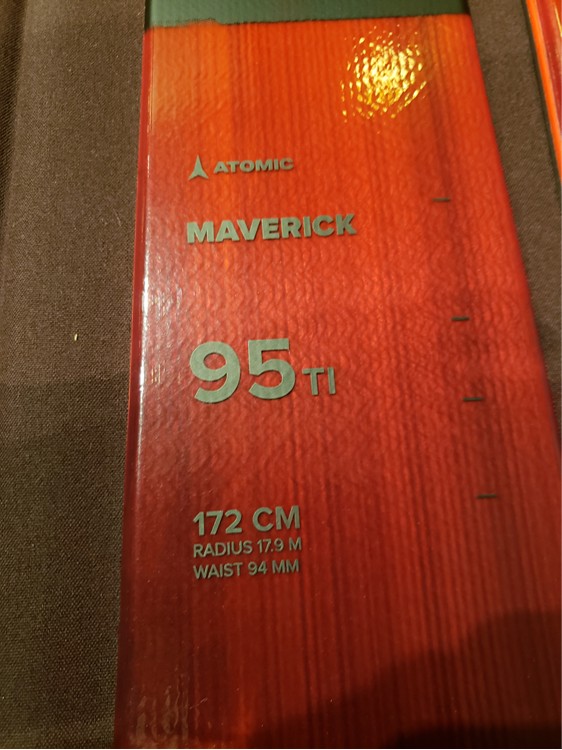 ATOMIC
MAVERICK
95 TI
172 CM
RADIUS 17.9 M
WAIST 94 MM